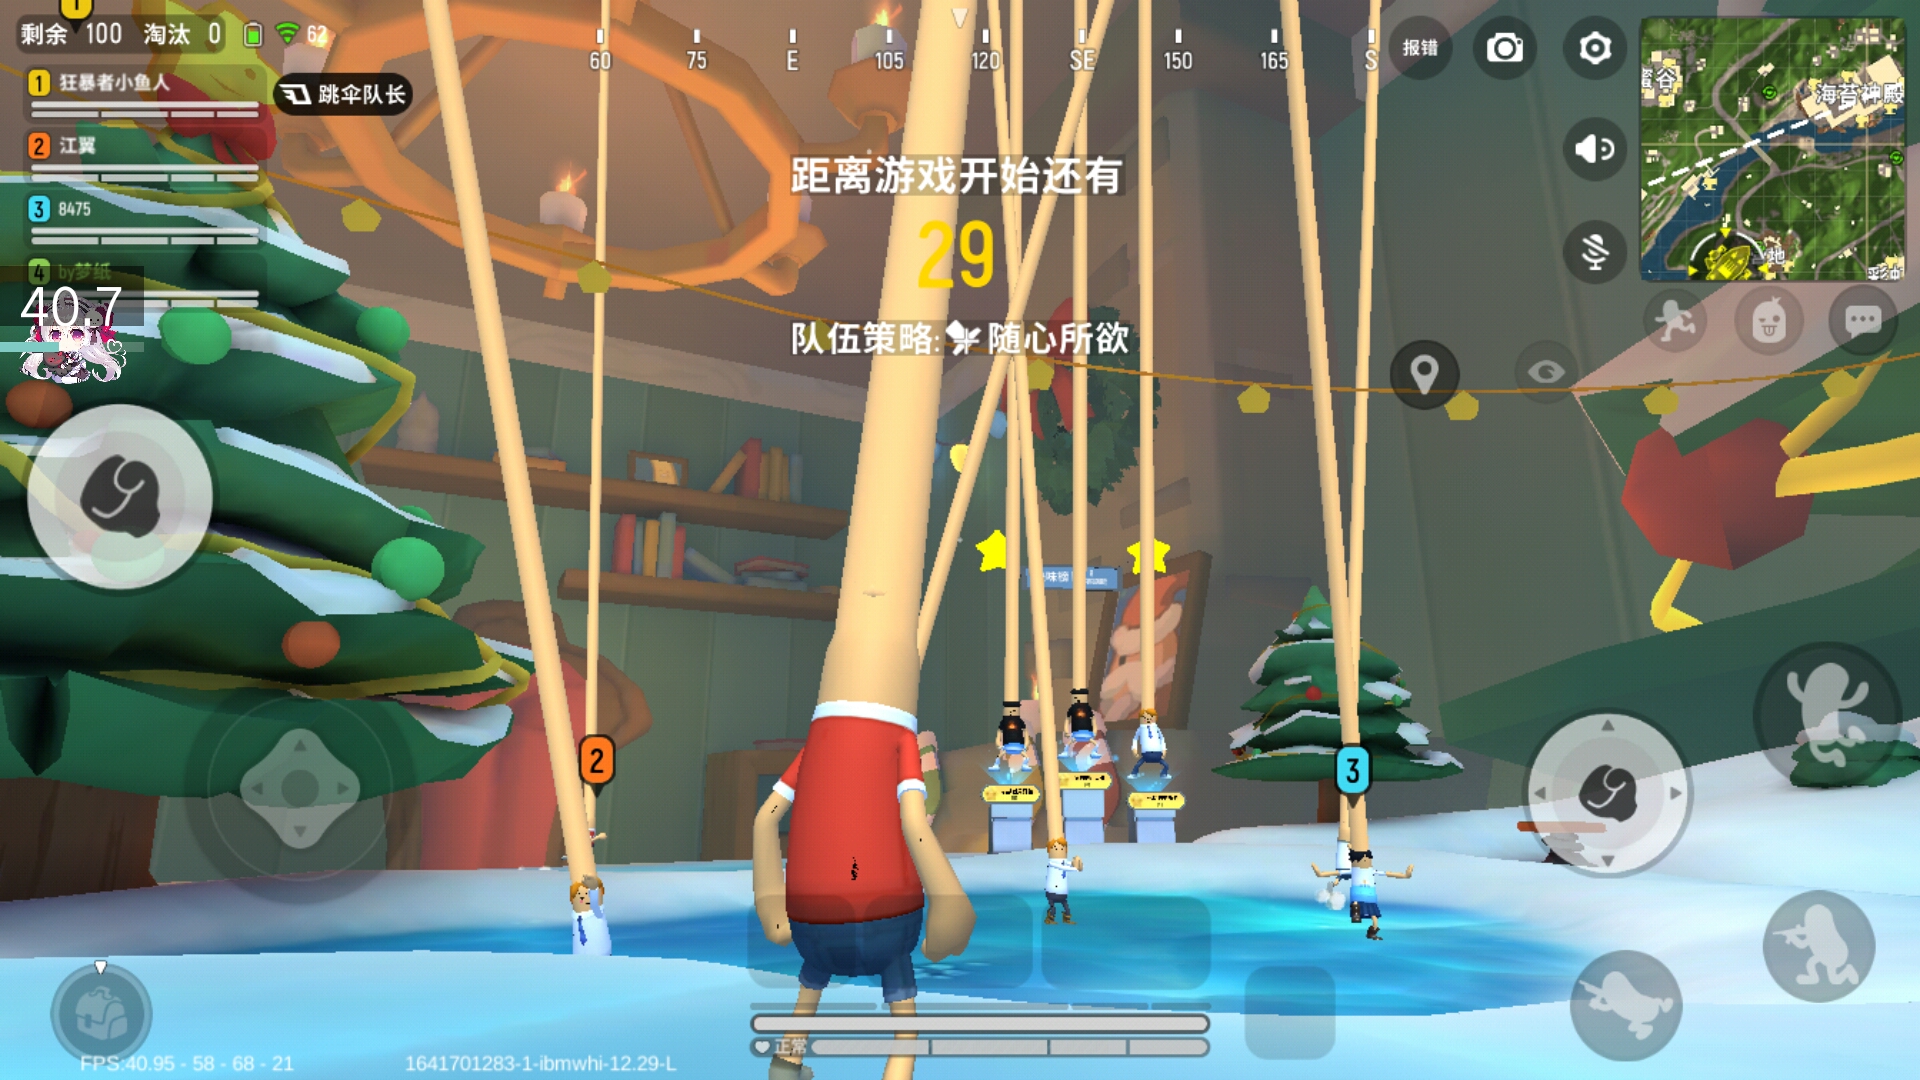 剩余 100 淘汰 0 62
1 狂暴者小鱼人
跳伞队长
2 江翼
3 8475
4 by梦纸
40.7
60 75 E 105 120 SE 150 165 S
报错
距离游戏开始还有
29
队伍策略: 随心所欲
海苔神殿
2
3
正常
FPS:40.95 - 58 - 68 - 21
1641701283-1-ibmwhi-12.29-L